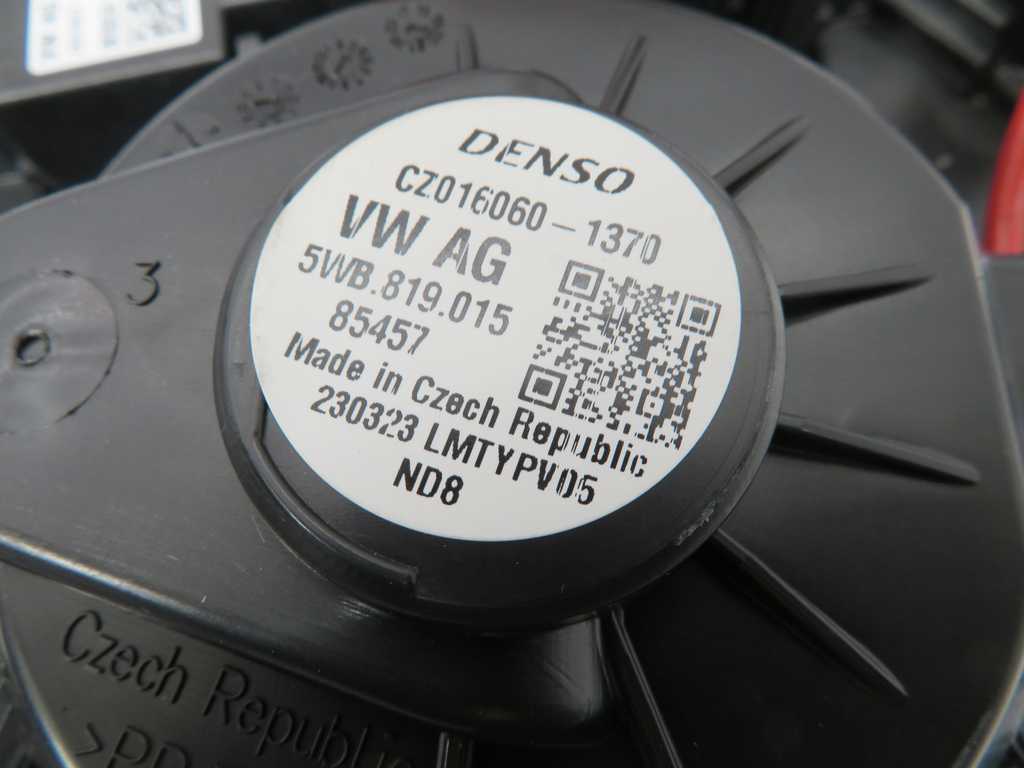 DENSO
CZ016060-1370
VW AG
5WB.819.015
85457
Made in Czech Republic
230323 LMTYPV05
ND8
3
Czech Republic